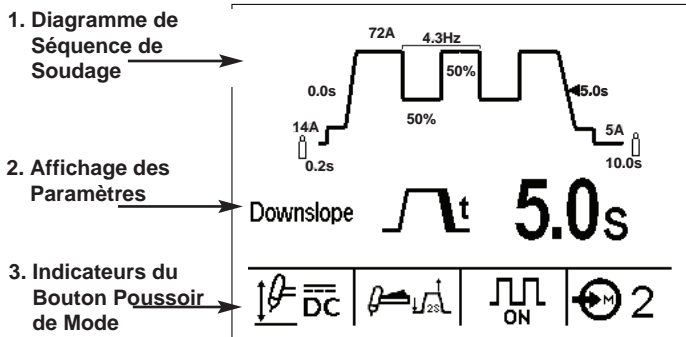 1. Diagramme de
Séquence de
Soudage
72A
4.3Hz
50%
0.0s
5.0s
50%
14A
5A
0.2s
10.0s
2. Affichage des
Paramètres
Downslope
t
5.0s
3. Indicateurs du
Bouton Poussoir
de Mode
DC
2S
ON
M
2